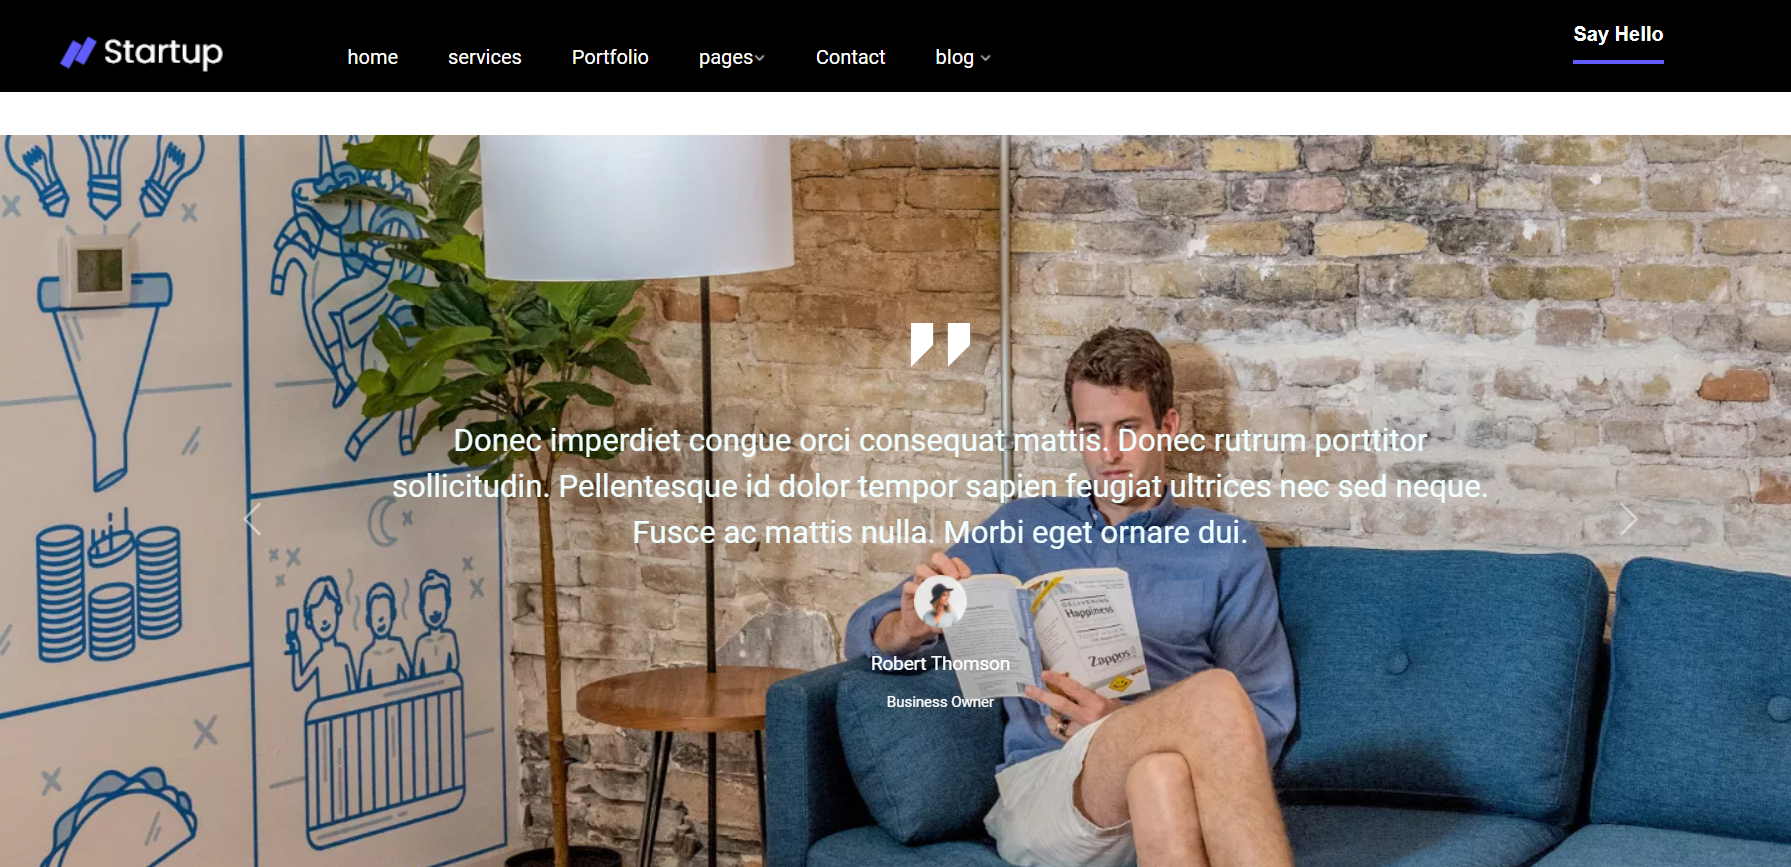 Startup
home services Portfolio pages Contact blog
Say Hello
Donec imperdiet congue orci consequat mattis. Donec rutrum porttitor
sollicitudin. Pellentesque id dolor tempor sapien feugiat ultrices nec sed neque.
Fusce ac mattis nulla. Morbi eget ornare dui.
DELIVERING
Happiness
Zappos
Robert Thomson
Business Owner